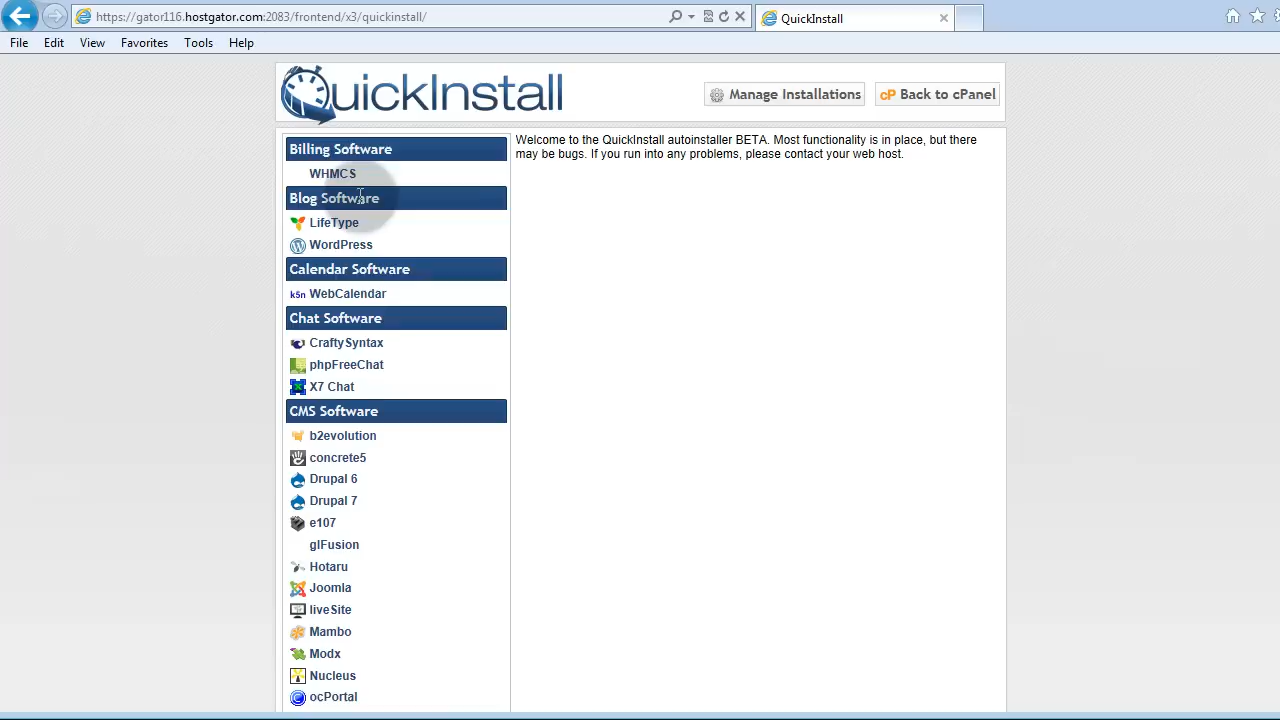 https://gator116.hostgator.com:2083/frontend/x3/quickinstall/
QuickInstall
File Edit View Favorites Tools Help
QuickInstall
Manage Installations
cP Back to cPanel
Billing Software
WHMCS
Blog Software
LifeType
WordPress
Calendar Software
k5n WebCalendar
Chat Software
CraftySyntax
phpFreeChat
X7 Chat
CMS Software
b2evolution
concrete5
Drupal 6
Drupal 7
e107
glFusion
Hotaru
Joomla
liveSite
Mambo
Modx
Nucleus
ocPortal
Welcome to the QuickInstall autoinstaller BETA. Most functionality is in place, but there
may be bugs. If you run into any problems, please contact your web host.